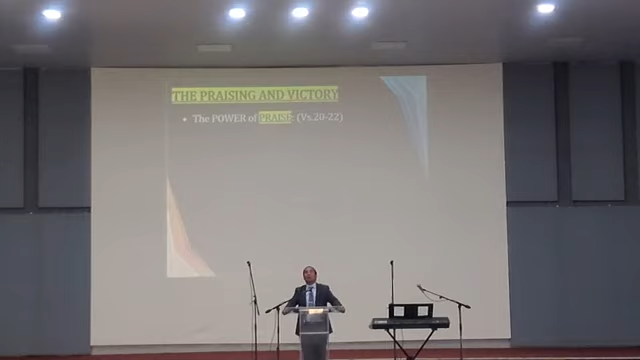 THE PRAISING AND VICTORY
• The POWER of PRAISE: (Vs.20-22)